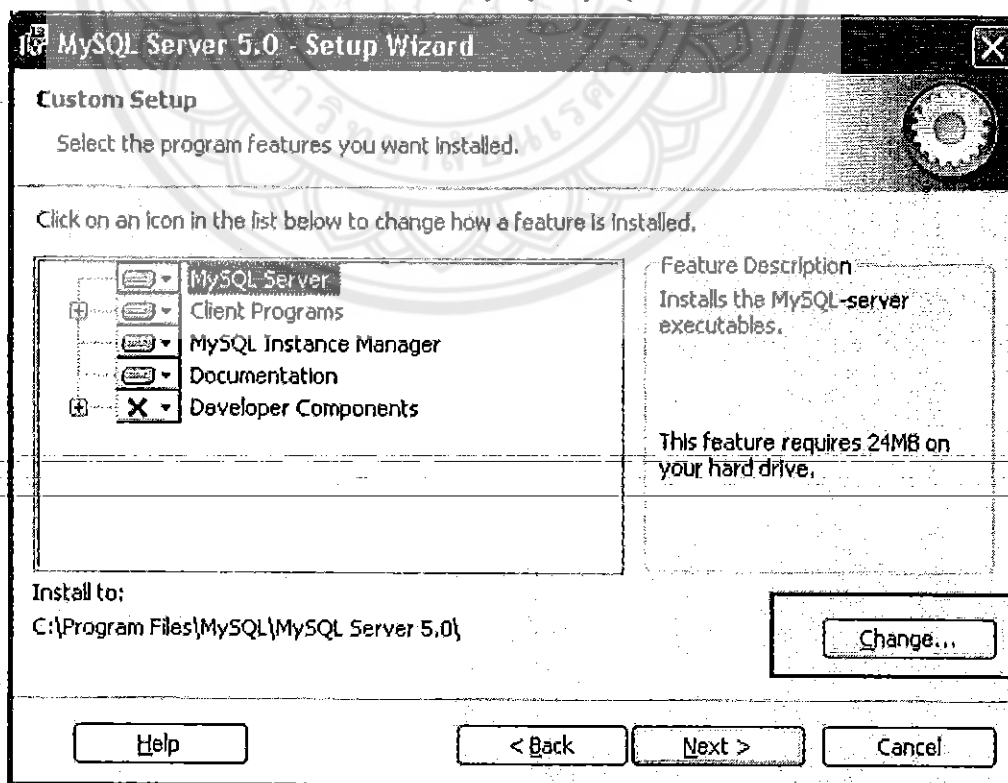 MySQL Server 5.0 - Setup Wizard
Custom Setup
Select the program features you want installed.
Click on an icon in the list below to change how a feature is installed.
MySQL Server
Client Programs
MySQL Instance Manager
Documentation
Developer Components
Feature Description
Installs the MySQL-server
executables.
This feature requires 24MB on
your hard drive.
Install to:
C:\Program Files\MySQL\MySQL Server 5.0\
Change...
Help
< Back
Next >
Cancel